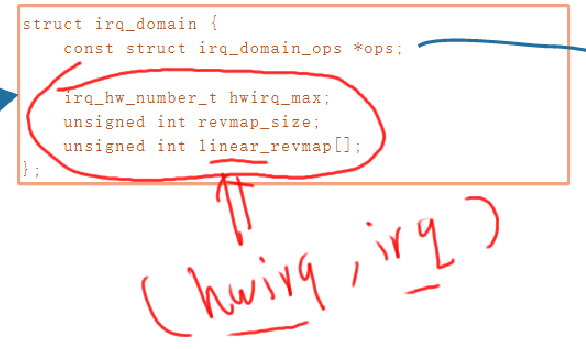 struct irq_domain {
    const struct irq_domain_ops *ops;
    irq_hw_number_t hwirq_max;
    unsigned int revmap_size;
    unsigned int linear_revmap[];
};
(hwirq, irq)